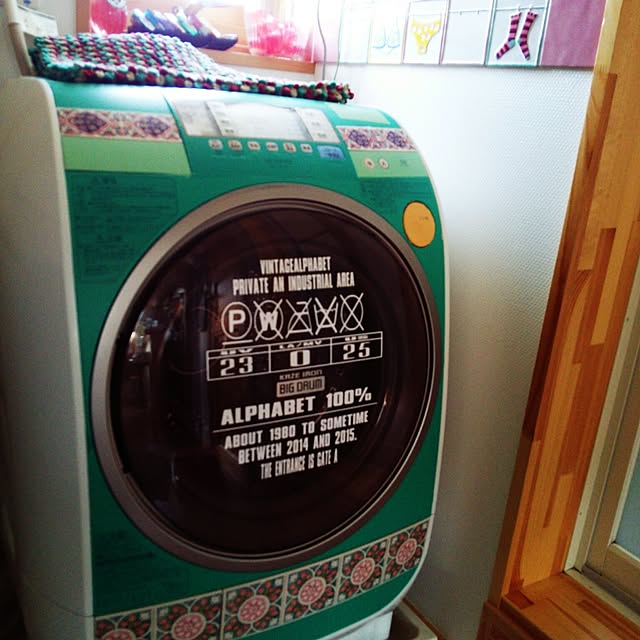 VINTAGEALPHABET
PRIVATE AN INDUSTRIAL AREA
P W
23 0 25
BIG DRUM
ALPHABET 100%
ABOUT 1980 TO SOMETIME
BETWEEN 2014 AND 2015.
THE ENTRANCE IS GATE A